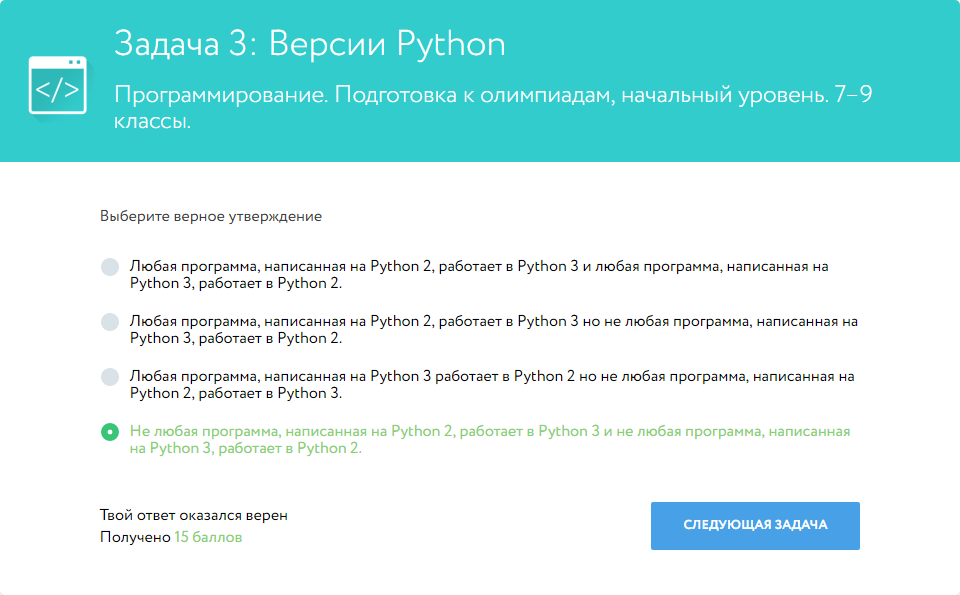 Задача 3: Версии Python
</>
Программирование. Подготовка к олимпиадам, начальный уровень. 7–9
классы.
Выберите верное утверждение
Любая программа, написанная на Python 2, работает в Python 3 и любая программа, написанная на
Python 3, работает в Python 2.
Любая программа, написанная на Python 2, работает в Python 3 но не любая программа, написанная на
Python 3, работает в Python 2.
Любая программа, написанная на Python 3 работает в Python 2 но не любая программа, написанная на
Python 2, работает в Python 3.
Не любая программа, написанная на Python 2, работает в Python 3 и не любая программа, написанная
на Python 3, работает в Python 2.
Твой ответ оказался верен
Получено 15 баллов
СЛЕДУЮЩАЯ ЗАДАЧА